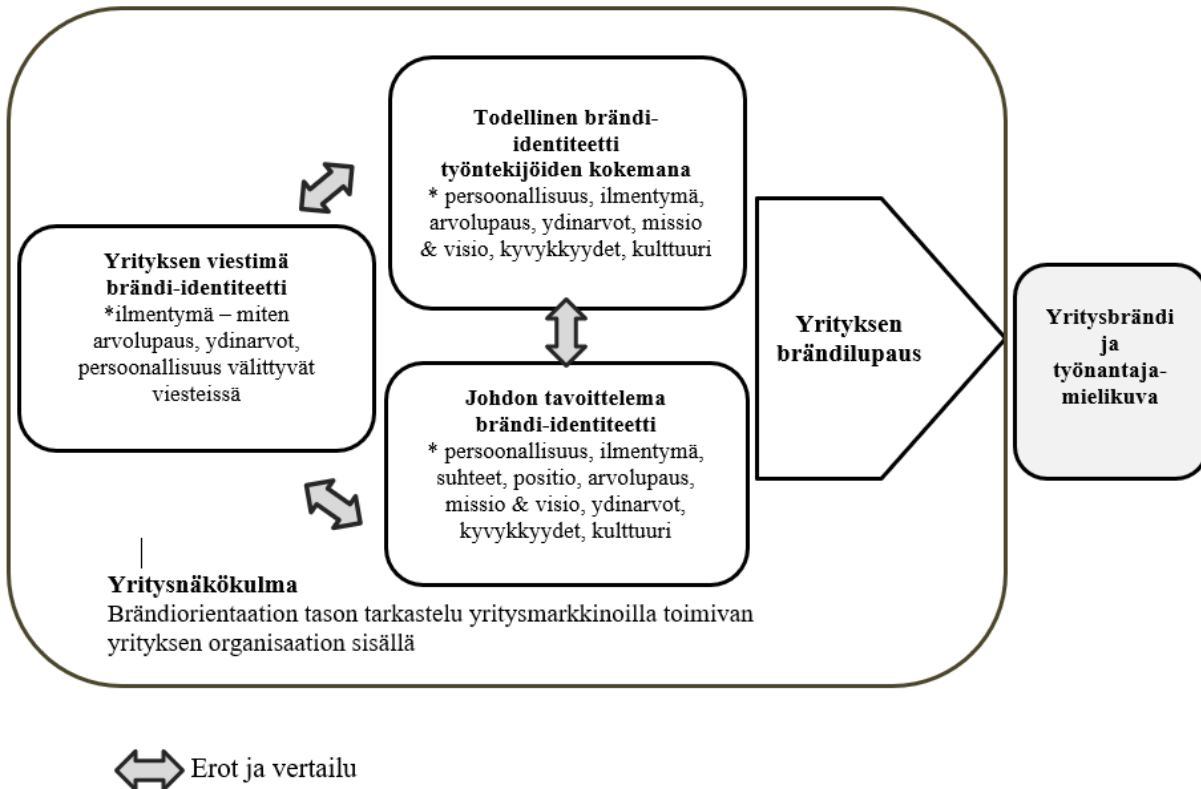 Todellinen brändi-
identiteetti
työntekijöiden kokemana
* persoonallisuus, ilmentymä,
arvolupaus, ydinarvot, missio
& visio, kyvykkyydet, kulttuuri
Yrityksen viestimä
brändi-identiteetti
*ilmentymä – miten
arvolupaus, ydinarvot,
persoonallisuus välittyvät
viesteissä
Johdon tavoittelema
brändi-identiteetti
* persoonallisuus, ilmentymä,
suhteet, positio, arvolupaus,
missio & visio, ydinarvot,
kyvykkyydet, kulttuuri
Yrityksen
brändilupaus
Yritysbrändi
ja
työnantaja-
mielikuva
Yritysnäkökulma
Brändiorientaation tason tarkastelu yritysmarkkinoilla toimivan
yrityksen organisaation sisällä
Erot ja vertailu